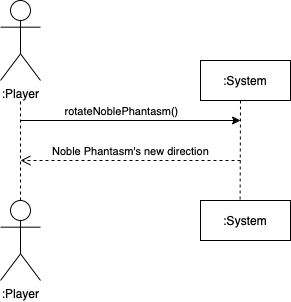 :Player
:System
rotateNoblePhantasm()
Noble Phantasm's new direction
:Player
:System